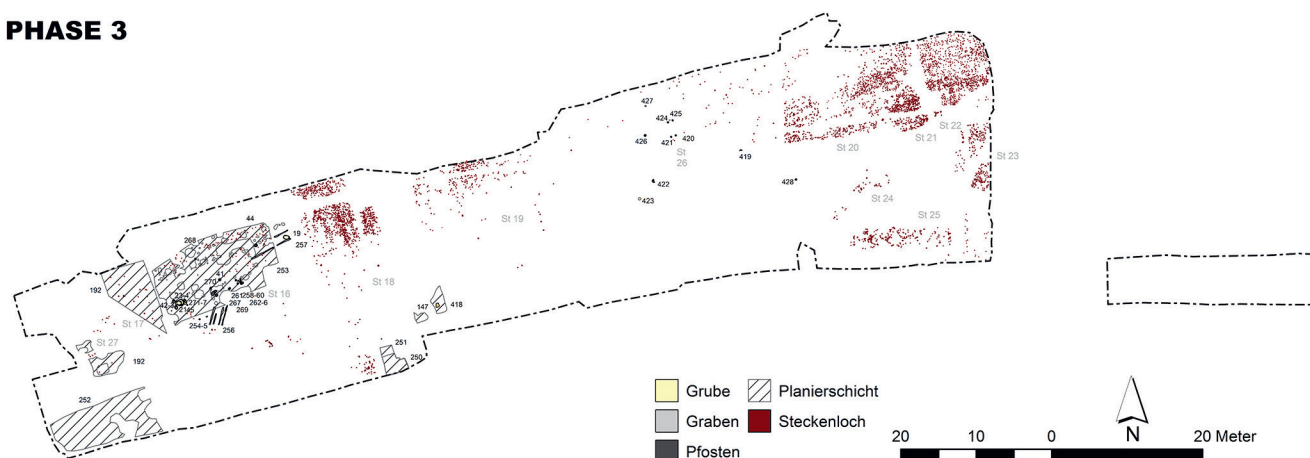 PHASE 3
427
424 425
426 421 420
St
26
419
422
423
428
St 20
St 21
St 22
St 23
St 24
St 25
St 19
44
268
19
257
253
192
41
270
261 258-60
St 16
267 262-6
269
254-5
256
St 17
St 18
St 27
192
147
418
251
250
252
Grube
Graben
Pfosten
Planierschicht
Steckenloch
N
20 10 0 20 Meter